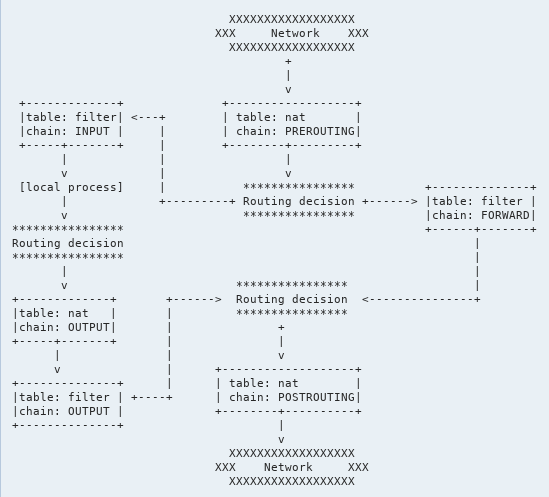 XXXXXXXXXXXXXXXXXX
                             XXX     Network    XXX
                               XXXXXXXXXXXXXXXXXX
                                       +
                                       |
                                       v
 +--------------+              +------------------+
 |table: filter| <---+        | table: nat       |
 |chain: INPUT |     |        | chain: PREROUTING|
 +-----+-------+     |        +--------+---------+
       |             |                 |
       v             |                 v
 [local process]     |           ****************          +--------------+
       |             +---------+ Routing decision +------> |table: filter |
       v                         ****************          |chain: FORWARD|
****************                                           +------+-------+
Routing decision                                                  |
****************                                                  |
       |                                                          |
       v                        ****************                  |
+-------------+       +------>  Routing decision  <---------------+
|table: nat   |       |         ****************
|chain: OUTPUT|       |               +
+-----+-------+       |               |
      |               |               v
      v               |      +--------------------+
+--------------+      |      | table: nat        |
|table: filter | +----+      | chain: POSTROUTING|
|chain: OUTPUT |             +--------+----------+
+--------------+                      |
                                      v
                               XXXXXXXXXXXXXXXXXX
                             XXX    Network     XXX
                               XXXXXXXXXXXXXXXXXX